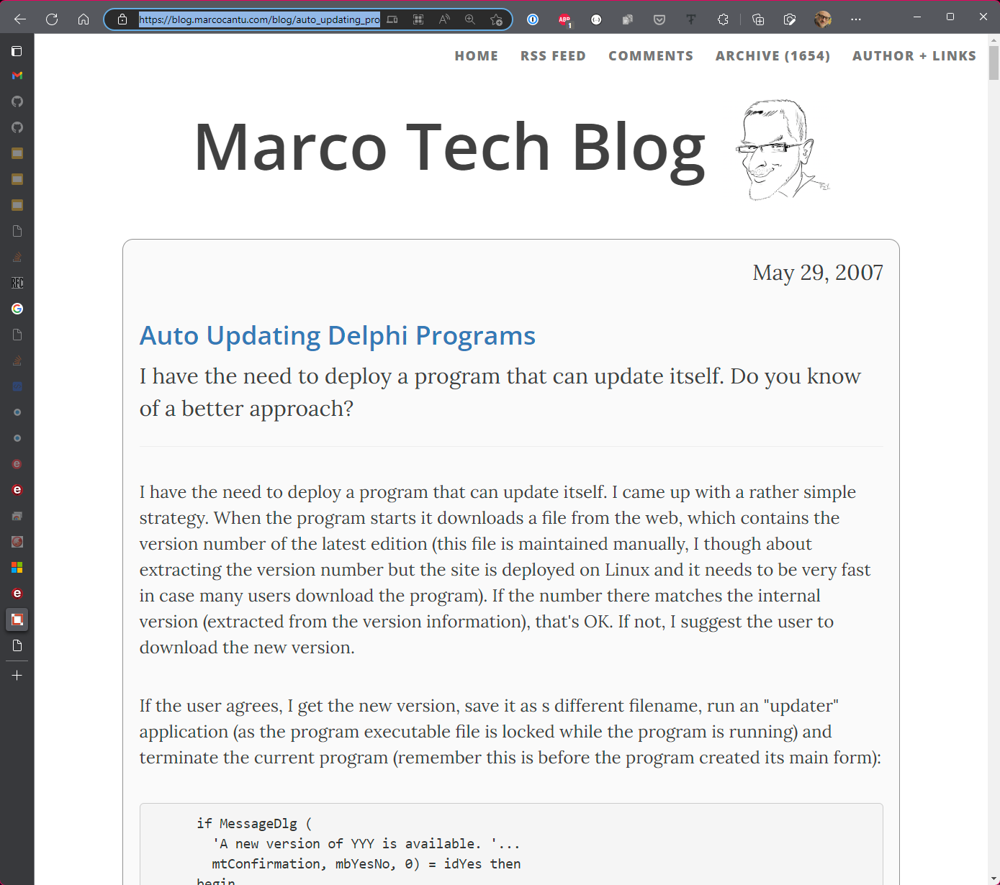 https://blog.marcocantu.com/blog/auto_updating_pro
ABP
1
HOME RSS FEED COMMENTS ARCHIVE (1654) AUTHOR + LINKS
Marco Tech Blog
May 29, 2007
Auto Updating Delphi Programs
I have the need to deploy a program that can update itself. Do you know
of a better approach?
I have the need to deploy a program that can update itself. I came up with a rather simple
strategy. When the program starts it downloads a file from the web, which contains the
version number of the latest edition (this file is maintained manually, I though about
extracting the version number but the site is deployed on Linux and it needs to be very fast
in case many users download the program). If the number there matches the internal
version (extracted from the version information), that's OK. If not, I suggest the user to
download the new version.
If the user agrees, I get the new version, save it as s different filename, run an "updater"
application (as the program executable file is locked while the program is running) and
terminate the current program (remember this is before the program created its main form):
if MessageDlg (
'A new version of YYY is available. '...
mtConfirmation, mbYesNo, 0) = idYes then
begin